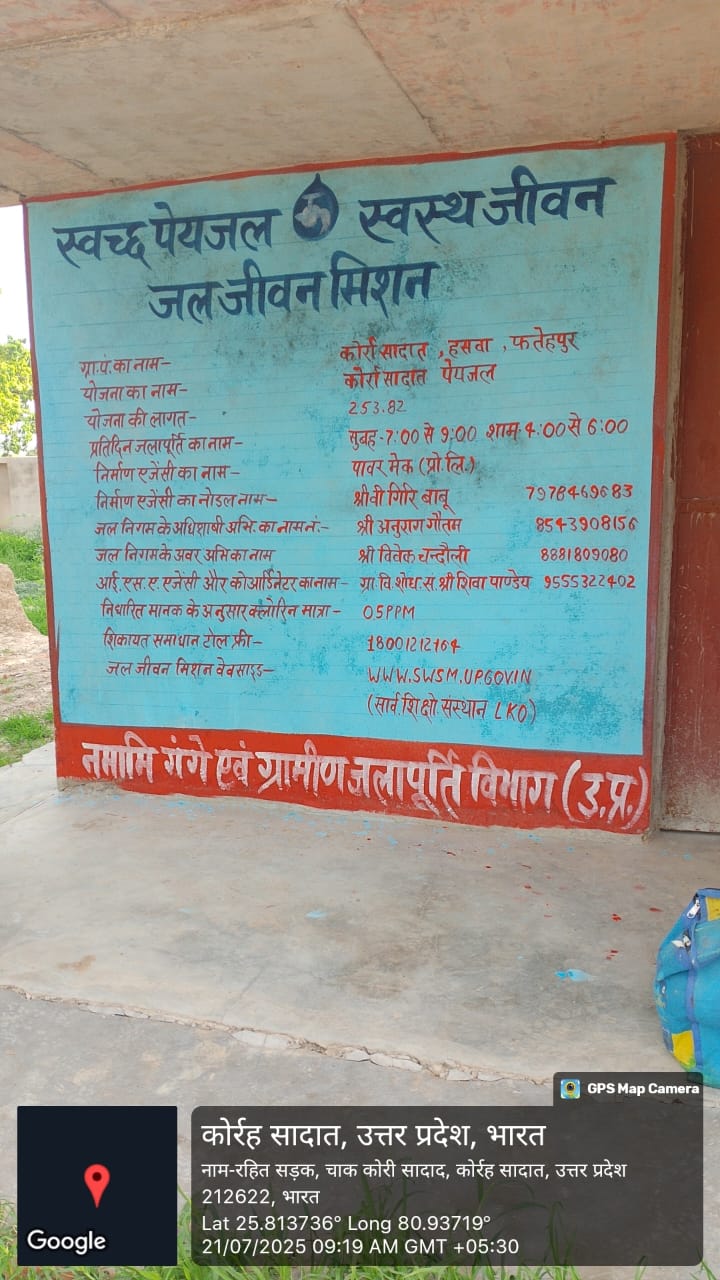 स्वच्छ पेयजल स्वस्थ जीवन
जल जीवन मिशन
ग्रा.पं. का नाम- कोर्रा सादात , हसवा , फतेहपुर
योजना का नाम- कोर्रा सादात पेयजल
योजना की लागत- 253.82
प्रतिदिन जलापूर्ति का नाम- सुबह-7:00 से 9:00 शाम-4:00 से 6:00
निर्माण एजेंसी का नाम- पावर मेक (प्रो.लि.)
निर्माण एजेंसी का नोडल नाम- श्री वी गिरि बाबू 7978469683
जल निगम के अधिशाषी अभि. का नाम नं:- श्री अनुराग गौतम 8543908156
जल निगम के अवर अभि का नाम श्री विवेक चन्दौली 8881809080
आई.एस.ए. एजेंसी और कोआर्डिनेटर का नाम- ग्रा.वि.शोध.स. श्री शिवा पाण्डेय 9555322402
निर्धारित मानक के अनुसार क्लोरिन मात्रा- 05PPM
शिकायत समाधान टोल फ्री- 18001212164
जल जीवन मिशन वेबसाइड- WWW.SWSM.UP.GOV.IN
(सार्व. शिक्षो संस्थान LKO)
नमामि गंगे एवं ग्रामीण जलापूर्ति विभाग (उ.प्र.)
GPS Map Camera
कोर्रह सादात, उत्तर प्रदेश, भारत
नाम-रहित सड़क, चाक कोरी सादाद, कोर्रह सादात, उत्तर प्रदेश
212622, भारत
Lat 25.813736° Long 80.93719°
21/07/2025 09:19 AM GMT +05:30
Google